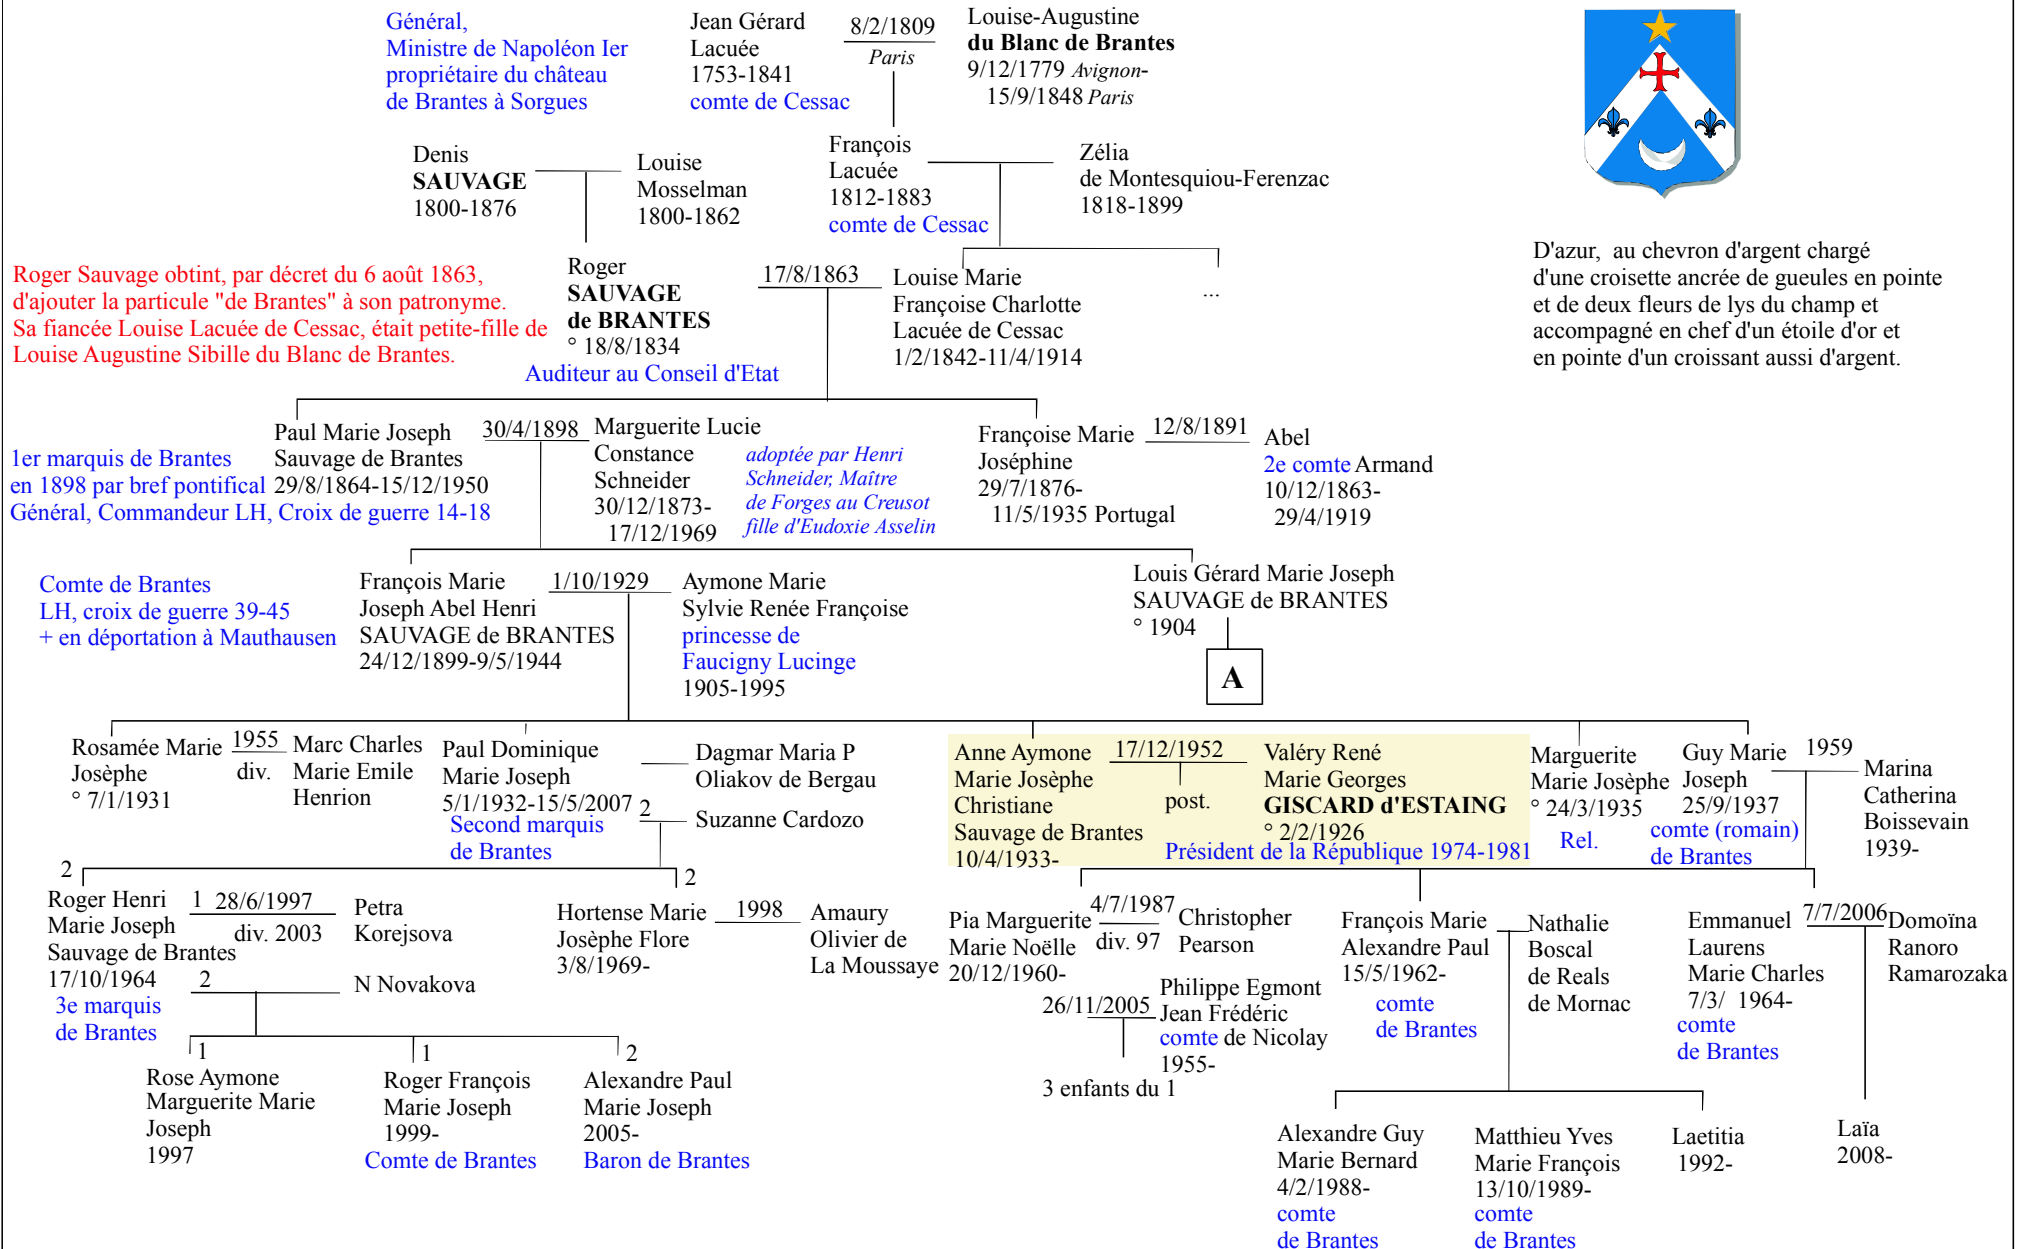 Général,
Ministre de Napoléon Ier
propriétaire du château
de Brantes à Sorgues
Jean Gérard
Lacuée
1753-1841
comte de Cessac
8/2/1809
Paris
Louise-Augustine
du Blanc de Brantes
9/12/1779 Avignon-
15/9/1848 Paris
Denis
SAUVAGE
1800-1876
Louise
Mosselman
1800-1862
François
Lacuée
1812-1883
comte de Cessac
Zélia
de Montesquiou-Ferenzac
1818-1899
D'azur, au chevron d'argent chargé
d'une croisette ancrée de gueules en pointe
et de deux fleurs de lys du champ et
accompagné en chef d'un étoile d'or et
en pointe d'un croissant aussi d'argent.
Roger Sauvage obtint, par décret du 6 août 1863,
d'ajouter la particule "de Brantes" à son patronyme.
Sa fiancée Louise Lacuée de Cessac, était petite-fille de
Louise Augustine Sibille du Blanc de Brantes.
Roger
SAUVAGE
de BRANTES
° 18/8/1834
Auditeur au Conseil d'Etat
17/8/1863
Louise Marie
Françoise Charlotte
Lacuée de Cessac
1/2/1842-11/4/1914
...
1er marquis de Brantes
en 1898 par bref pontifical
Général, Commandeur LH, Croix de guerre 14-18
Paul Marie Joseph
Sauvage de Brantes
29/8/1864-15/12/1950
30/4/1898
Marguerite Lucie
Constance
Schneider
30/12/1873-
17/12/1969
adoptée par Henri
Schneider, Maître
de Forges au Creusot
fille d'Eudoxie Asselin
Françoise Marie
Joséphine
29/7/1876-
11/5/1935 Portugal
12/8/1891
Abel
2e comte Armand
10/12/1863-
29/4/1919
Comte de Brantes
LH, croix de guerre 39-45
+ en déportation à Mauthausen
François Marie
Joseph Abel Henri
SAUVAGE de BRANTES
24/12/1899-9/5/1944
1/10/1929
Aymone Marie
Sylvie Renée Françoise
princesse de
Faucigny Lucinge
1905-1995
Louis Gérard Marie Joseph
SAUVAGE de BRANTES
° 1904
A
Rosamée Marie
Josèphe
° 7/1/1931
1955
div.
Marc Charles
Marie Emile
Henrion
Paul Dominique
Marie Joseph
5/1/1932-15/5/2007
Second marquis
de Brantes
Dagmar Maria P
Oliakov de Bergau
2
Suzanne Cardozo
Anne Aymone
Marie Josèphe
Christiane
Sauvage de Brantes
10/4/1933-
17/12/1952
post.
Valéry René
Marie Georges
GISCARD d'ESTAING
° 2/2/1926
Président de la République 1974-1981
Marguerite
Marie Josèphe
° 24/3/1935
Rel.
Guy Marie
Joseph
25/9/1937
comte (romain)
de Brantes
1959
Marina
Catherina
Boissevain
1939-
2
Roger Henri
Marie Joseph
Sauvage de Brantes
17/10/1964
3e marquis
de Brantes
1 28/6/1997
div. 2003
Petra
Korejsova
2
N Novakova
2
Hortense Marie
Josèphe Flore
3/8/1969-
1998
Amaury
Olivier de
La Moussaye
Pia Marguerite
Marie Noëlle
20/12/1960-
4/7/1987
div. 97
Christopher
Pearson
26/11/2005
Philippe Egmont
Jean Frédéric
comte de Nicolay
1955-
3 enfants du 1
François Marie
Alexandre Paul
15/5/1962-
comte
de Brantes
Nathalie
Boscal
de Reals
de Mornac
Emmanuel
Laurens
Marie Charles
7/3/ 1964-
comte
de Brantes
7/7/2006
Domoïna
Ranoro
Ramarozaka
1
Rose Aymone
Marguerite Marie
Joseph
1997
1
Roger François
Marie Joseph
1999-
Comte de Brantes
2
Alexandre Paul
Marie Joseph
2005-
Baron de Brantes
Alexandre Guy
Marie Bernard
4/2/1988-
comte
de Brantes
Matthieu Yves
Marie François
13/10/1989-
comte
de Brantes
Laetitia
1992-
Laïa
2008-